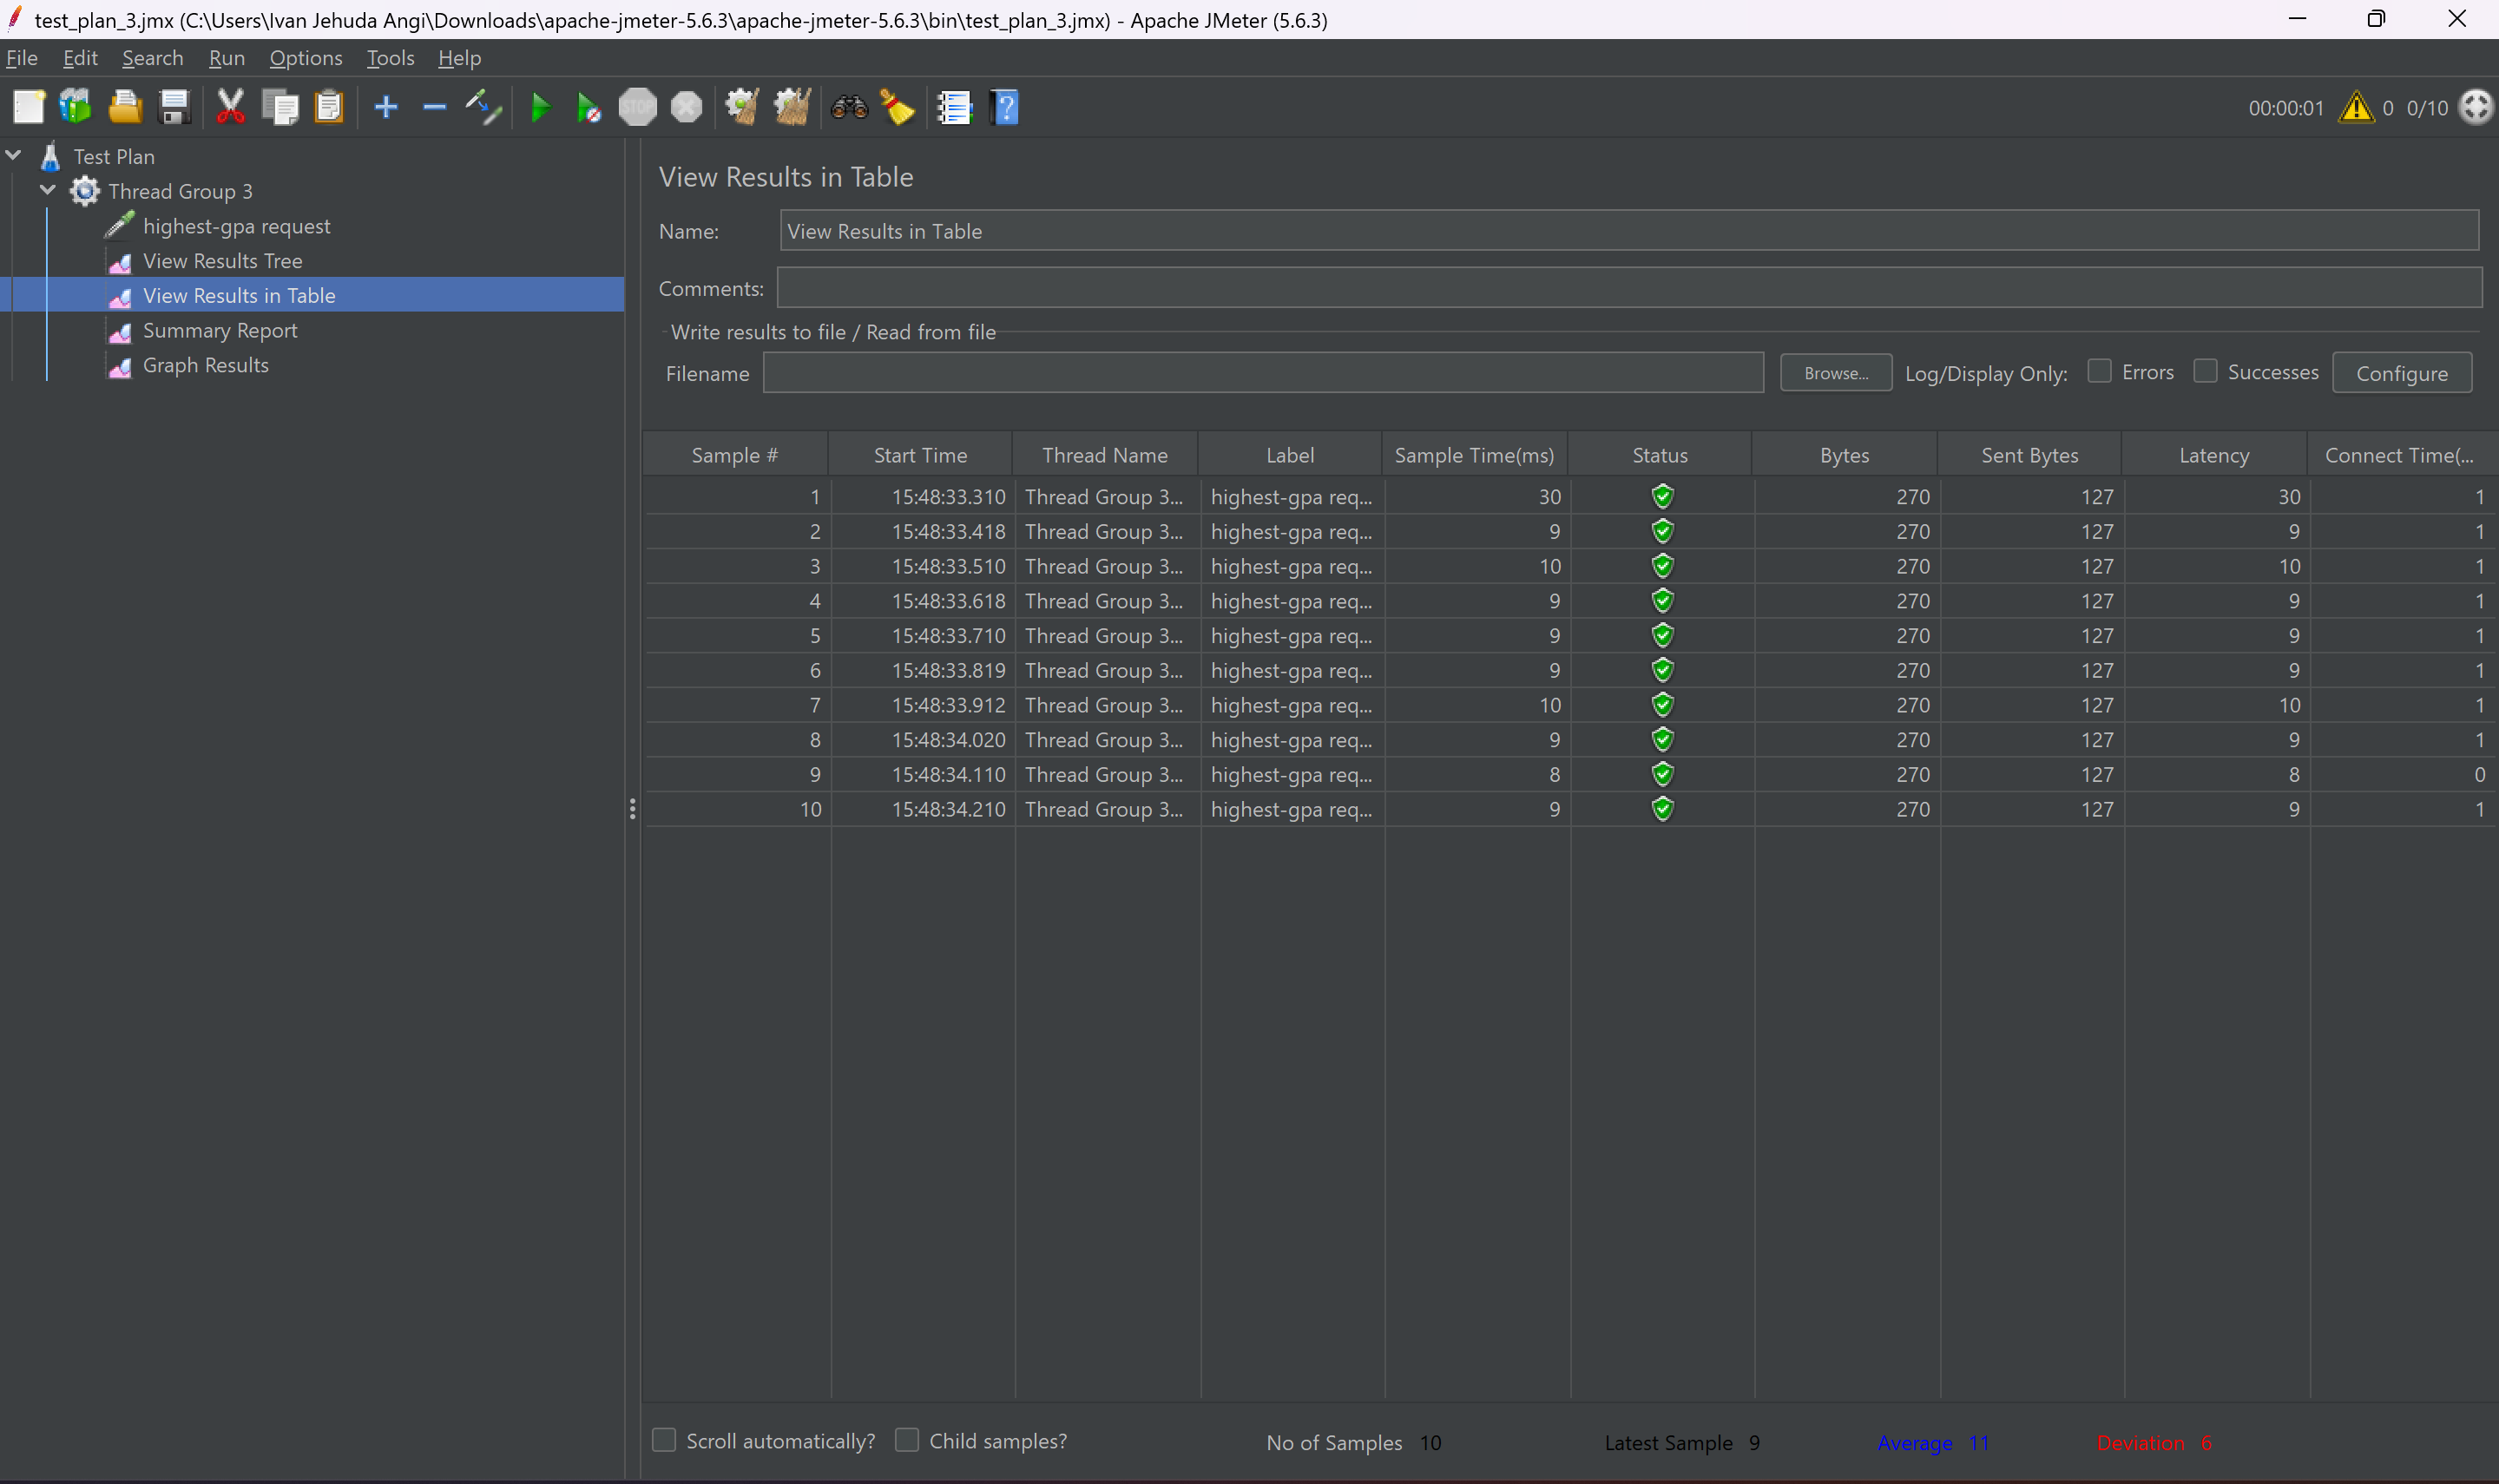 test_plan_3.jmx (C:\Users\Ivan Jehuda Angi\Downloads\apache-jmeter-5.6.3\apache-jmeter-5.6.3\bin\test_plan_3.jmx) - Apache JMeter (5.6.3)
File Edit Search Run Options Tools Help
STOP 00:00:01 0 0/10
Test Plan
Thread Group 3
highest-gpa request
View Results Tree
View Results in Table
Summary Report
Graph Results
View Results in Table
Name: View Results in Table
Comments:
Write results to file / Read from file
Filename Browse... Log/Display Only: Errors Successes Configure
Sample # Start Time Thread Name Label Sample Time(ms) Status Bytes Sent Bytes Latency Connect Time(...
1 15:48:33.310 Thread Group 3... highest-gpa req... 30 270 127 30 1
2 15:48:33.418 Thread Group 3... highest-gpa req... 9 270 127 9 1
3 15:48:33.510 Thread Group 3... highest-gpa req... 10 270 127 10 1
4 15:48:33.618 Thread Group 3... highest-gpa req... 9 270 127 9 1
5 15:48:33.710 Thread Group 3... highest-gpa req... 9 270 127 9 1
6 15:48:33.819 Thread Group 3... highest-gpa req... 9 270 127 9 1
7 15:48:33.912 Thread Group 3... highest-gpa req... 10 270 127 10 1
8 15:48:34.020 Thread Group 3... highest-gpa req... 9 270 127 9 1
9 15:48:34.110 Thread Group 3... highest-gpa req... 8 270 127 8 0
10 15:48:34.210 Thread Group 3... highest-gpa req... 9 270 127 9 1
Scroll automatically? Child samples? No of Samples 10 Latest Sample 9 Average 11 Deviation 6